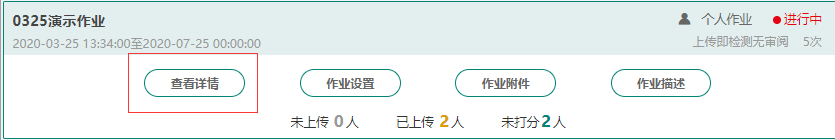 0325演示作业 个人作业 进行中
2020-03-25 13:34:00至2020-07-25 00:00:00 上传即检测无审阅 5次
查看详情 作业设置 作业附件 作业描述
未上传 0 人 已上传 2 人 未打分 2 人